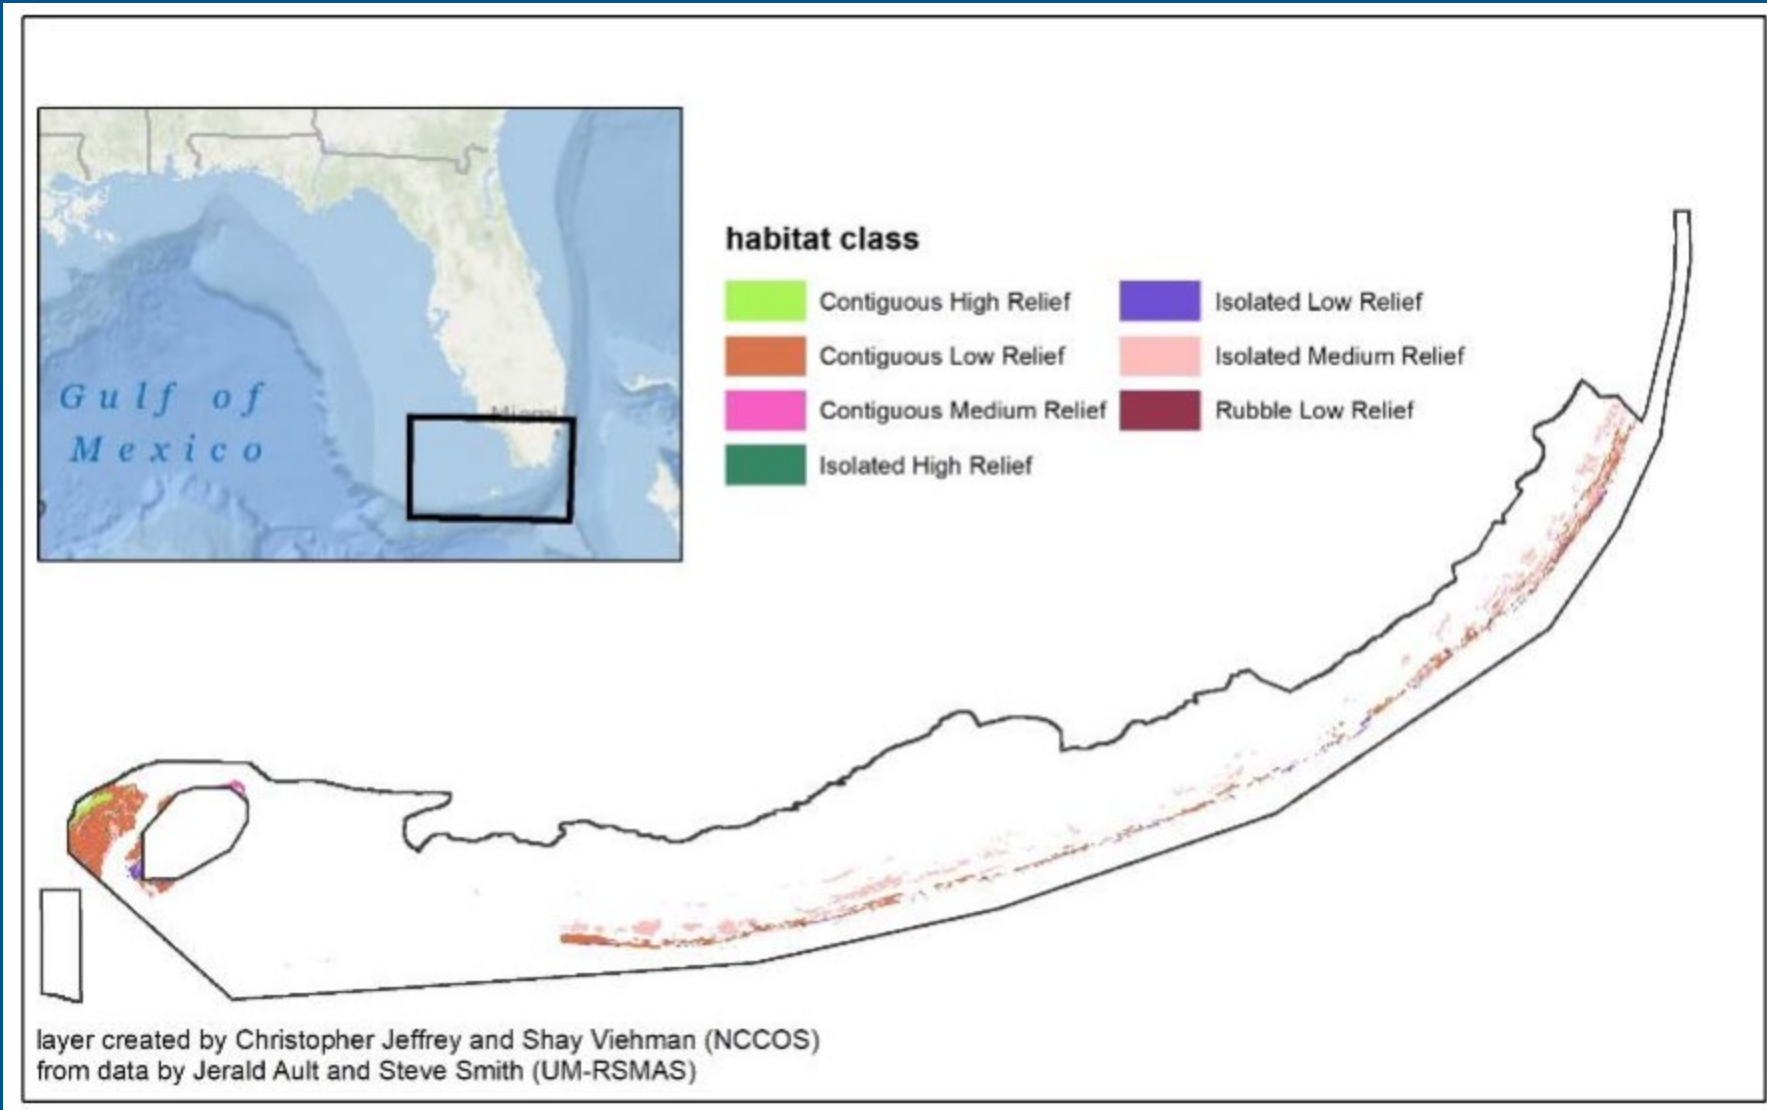 Gulf of
Mexico
Miami
habitat class
Contiguous High Relief
Contiguous Low Relief
Contiguous Medium Relief
Isolated High Relief
Isolated Low Relief
Isolated Medium Relief
Rubble Low Relief
layer created by Christopher Jeffrey and Shay Viehman (NCCOS)
from data by Jerald Ault and Steve Smith (UM-RSMAS)